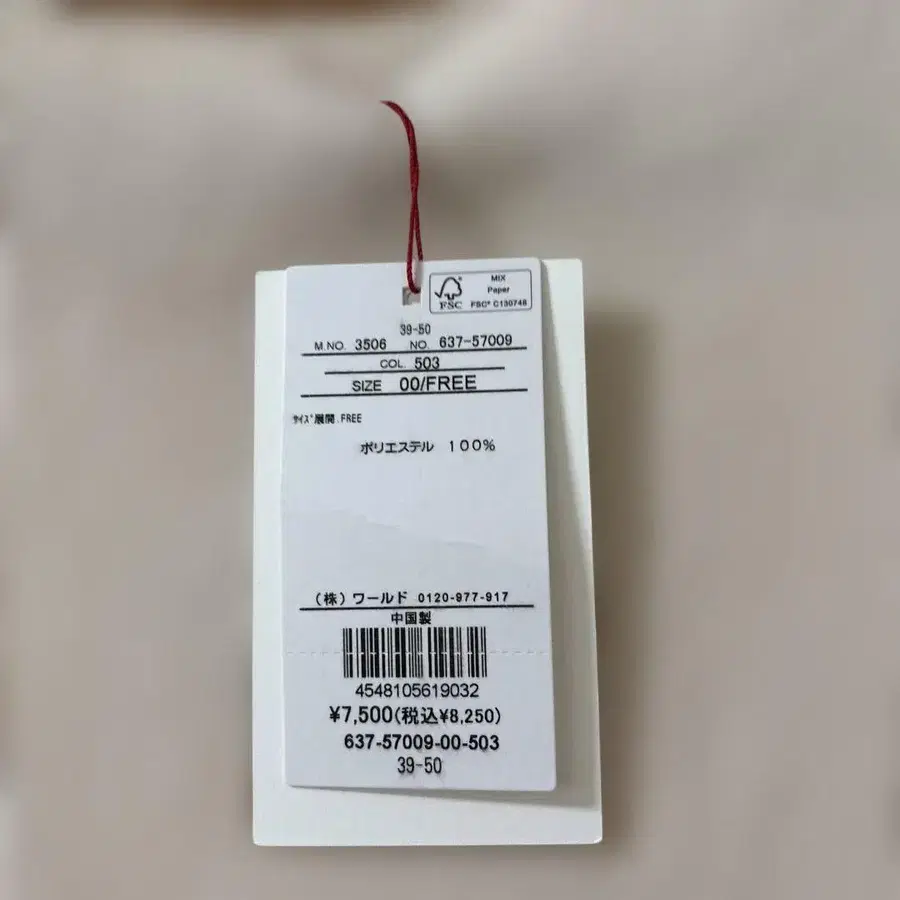 MIX
Paper
FSC® C130748
FSC
39-50
M.NO. 3506 NO. 637-57009
COL. 503
SIZE 00/FREE
ｻｲｽﾞ展開.FREE
ポリエステル 100%
(株)ワールド 0120-977-917
中国製
4548105619032
¥7,500(税込¥8,250)
637-57009-00-503
39-50